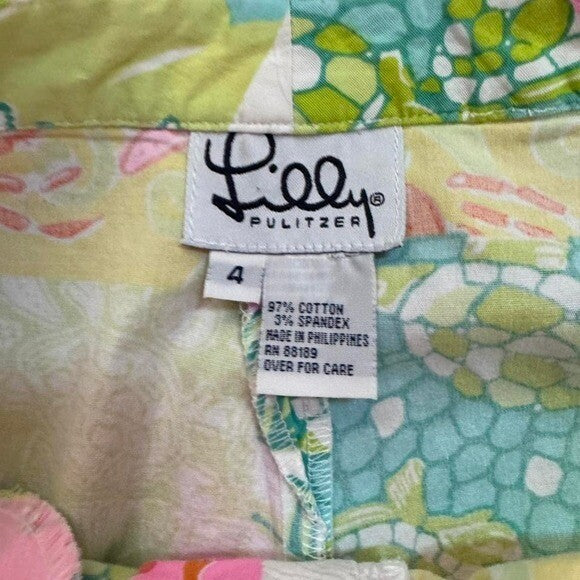 Lilly®
PULITZER
4
97% COTTON
3% SPANDEX
MADE IN PHILIPPINES
RN 88189
OVER FOR CARE